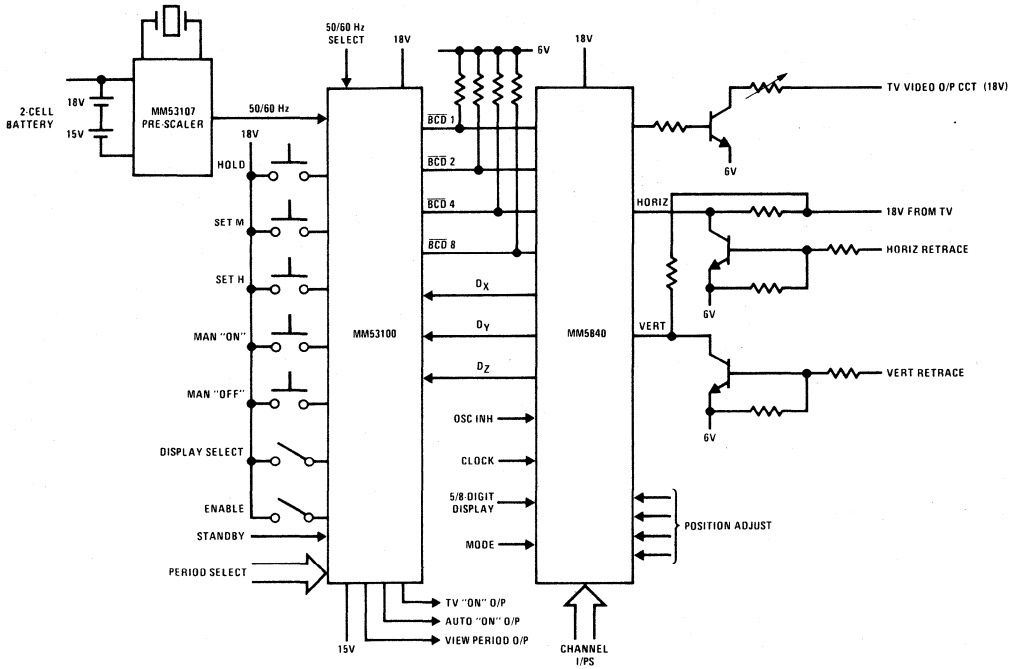 50/60 Hz
SELECT
18V
6V
18V
2-CELL
BATTERY
18V
15V
MM53107
PRE-SCALER
50/60 Hz
18V
HOLD
SET M
SET H
MAN "ON"
MAN "OFF"
DISPLAY SELECT
ENABLE
STANDBY
PERIOD SELECT
MM53100
15V
TV "ON" O/P
AUTO "ON" O/P
VIEW PERIOD O/P
BCD 1
BCD 2
BCD 4
BCD 8
DX
DY
DZ
OSC INH
CLOCK
5/8-DIGIT
DISPLAY
MODE
MM5840
CHANNEL
I/PS
TV VIDEO O/P CCT (18V)
6V
HORIZ
18V FROM TV
HORIZ RETRACE
6V
VERT
VERT RETRACE
6V
POSITION ADJUST